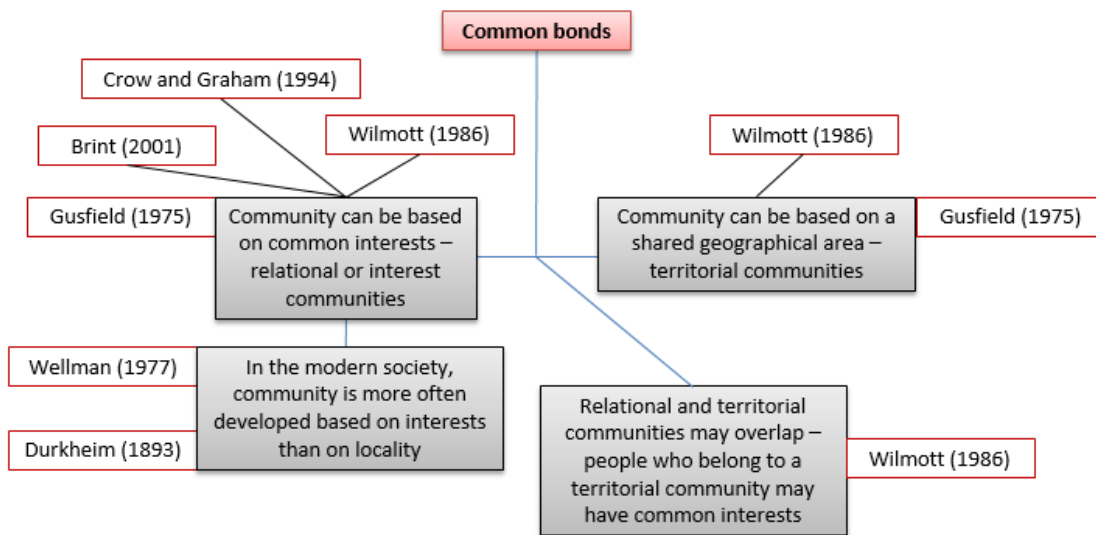 Common bonds
Crow and Graham (1994)
Brint (2001)
Wilmott (1986)
Wilmott (1986)
Gusfield (1975)
Community can be based
on common interests –
relational or interest
communities
Community can be based on a
shared geographical area –
territorial communities
Gusfield (1975)
Wellman (1977)
Durkheim (1893)
In the modern society,
community is more often
developed based on interests
than on locality
Relational and territorial
communities may overlap –
people who belong to a
territorial community may
have common interests
Wilmott (1986)